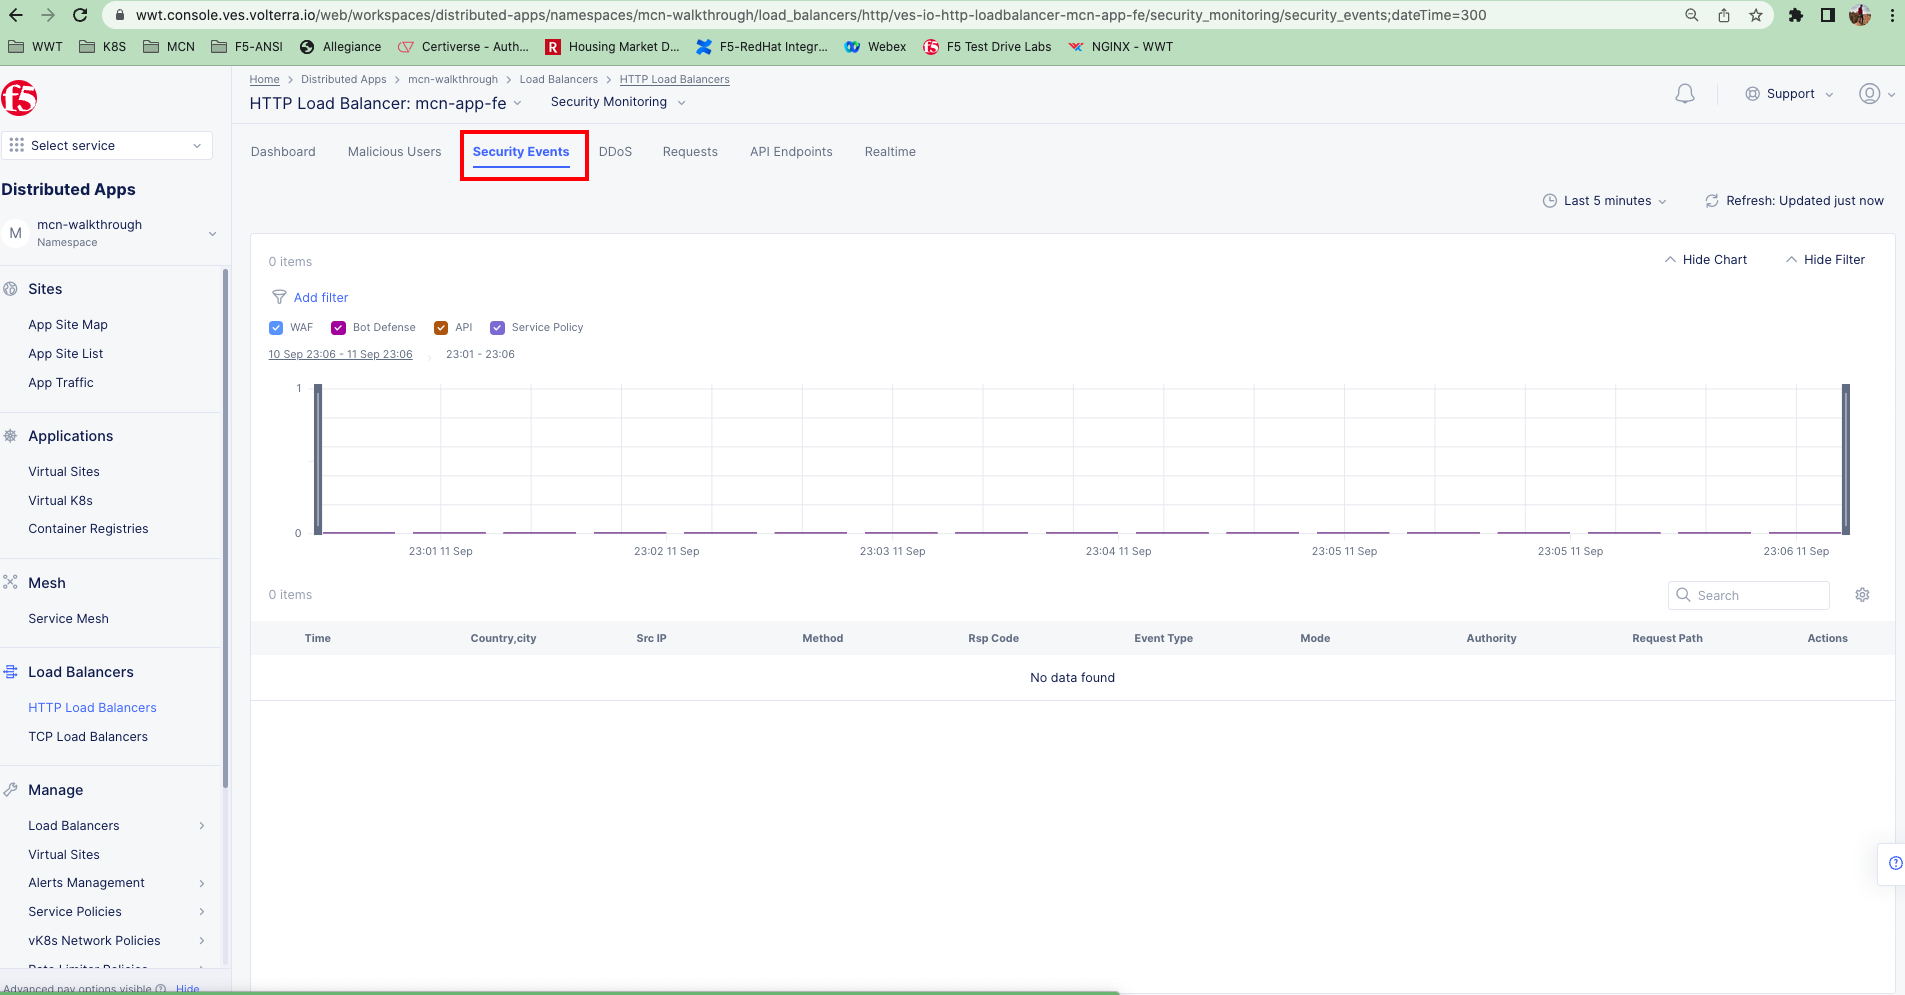 wwt.console.ves.volterra.io/web/workspaces/distributed-apps/namespaces/mcn-walkthrough/load_balancers/http/ves-io-http-loadbalancer-mcn-app-fe/security_monitoring/security_events;dateTime=300
WWT K8S MCN F5-ANSI Allegiance Certiverse - Auth... Housing Market D... F5-RedHat Integr... Webex F5 Test Drive Labs NGINX - WWT
f5
Select service
Distributed Apps
M
mcn-walkthrough
Namespace
Sites
App Site Map
App Site List
App Traffic
Applications
Virtual Sites
Virtual K8s
Container Registries
Mesh
Service Mesh
Load Balancers
HTTP Load Balancers
TCP Load Balancers
Manage
Load Balancers
Virtual Sites
Alerts Management
Service Policies
vK8s Network Policies
Rate Limiter Policies
Advanced nav options visible Hide
Home > Distributed Apps > mcn-walkthrough > Load Balancers > HTTP Load Balancers
HTTP Load Balancer: mcn-app-fe Security Monitoring
Support
Dashboard Malicious Users Security Events DDoS Requests API Endpoints Realtime
Last 5 minutes Refresh: Updated just now
0 items
Hide Chart Hide Filter
Add filter
WAF Bot Defense API Service Policy
10 Sep 23:06 - 11 Sep 23:06 > 23:01 - 23:06
1
0
23:01 11 Sep 23:02 11 Sep 23:03 11 Sep 23:04 11 Sep 23:05 11 Sep 23:05 11 Sep 23:06 11 Sep
0 items
Search
Time Country,city Src IP Method Rsp Code Event Type Mode Authority Request Path Actions
No data found